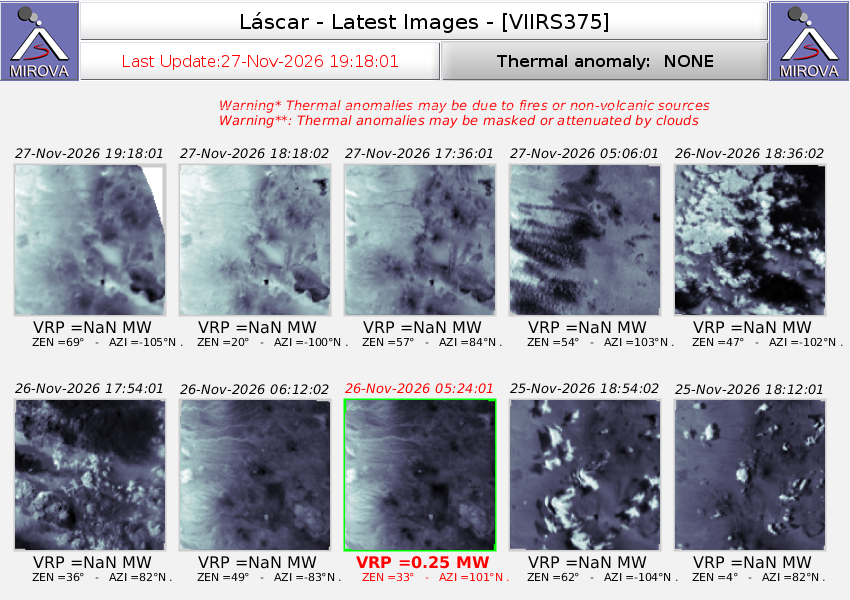 Láscar - Latest Images - [VIIRS375]
MIROVA
Last Update:27-Nov-2026 19:18:01
Thermal anomaly: NONE
MIROVA
Warning* Thermal anomalies may be due to fires or non-volcanic sources
Warning**: Thermal anomalies may be masked or attenuated by clouds
27-Nov-2026 19:18:01 27-Nov-2026 18:18:02 27-Nov-2026 17:36:01 27-Nov-2026 05:06:01 26-Nov-2026 18:36:02
VRP =NaN MW VRP =NaN MW VRP =NaN MW VRP =NaN MW VRP =NaN MW
ZEN =69° - AZI =-105°N . ZEN =20° - AZI =-100°N . ZEN =57° - AZI =84°N . ZEN =54° - AZI =103°N . ZEN =47° - AZI =-102°N .
26-Nov-2026 17:54:01 26-Nov-2026 06:12:02 26-Nov-2026 05:24:01 25-Nov-2026 18:54:02 25-Nov-2026 18:12:01
VRP =NaN MW VRP =NaN MW VRP =0.25 MW VRP =NaN MW VRP =NaN MW
ZEN =36° - AZI =82°N . ZEN =49° - AZI =-83°N . ZEN =33° - AZI =101°N . ZEN =62° - AZI =-104°N . ZEN =4° - AZI =82°N .